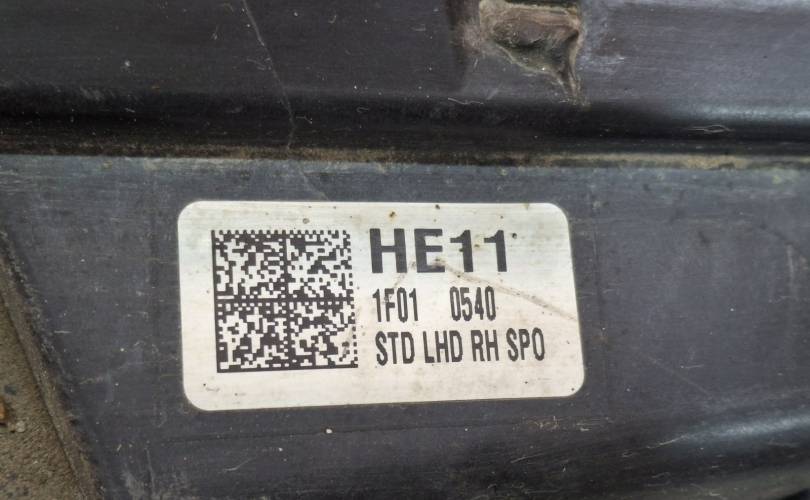 HE11
1F01 0540
STD LHD RH SPO